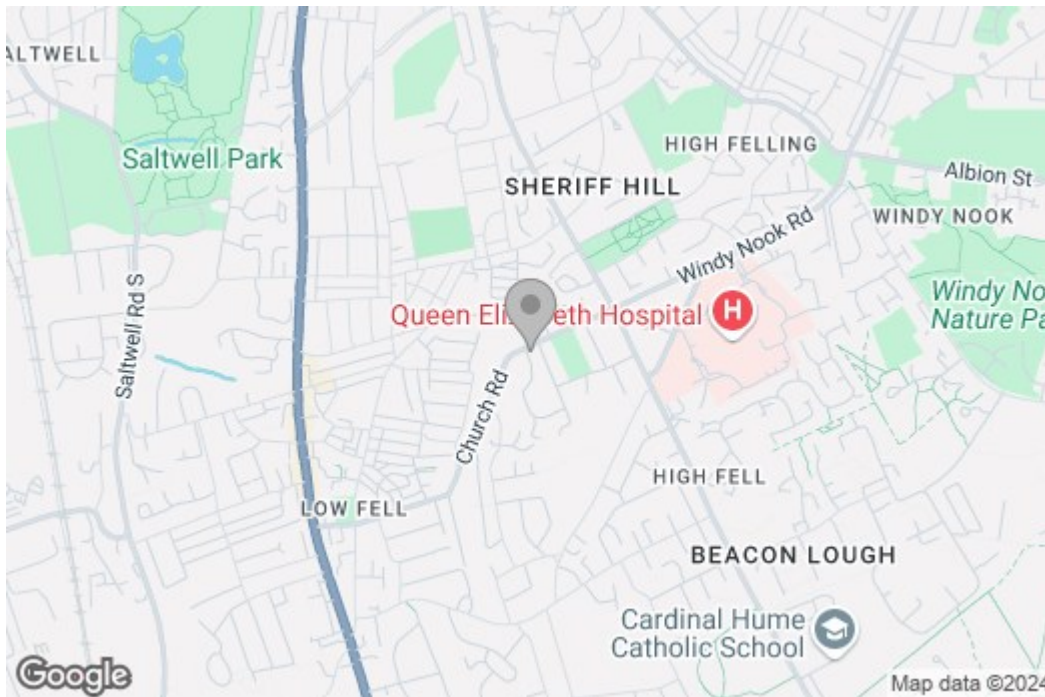 ALTWELL
Saltwell Park
HIGH FELLING
SHERIFF HILL
Albion St
WINDY NOOK
Windy Nook Rd
Saltwell Rd S
Queen Eli eth Hospital
H
Windy No
Nature Pa
Church Rd
HIGH FELL
LOW FELL
BEACON LOUGH
Cardinal Hume
Catholic School
Google
Map data ©2024